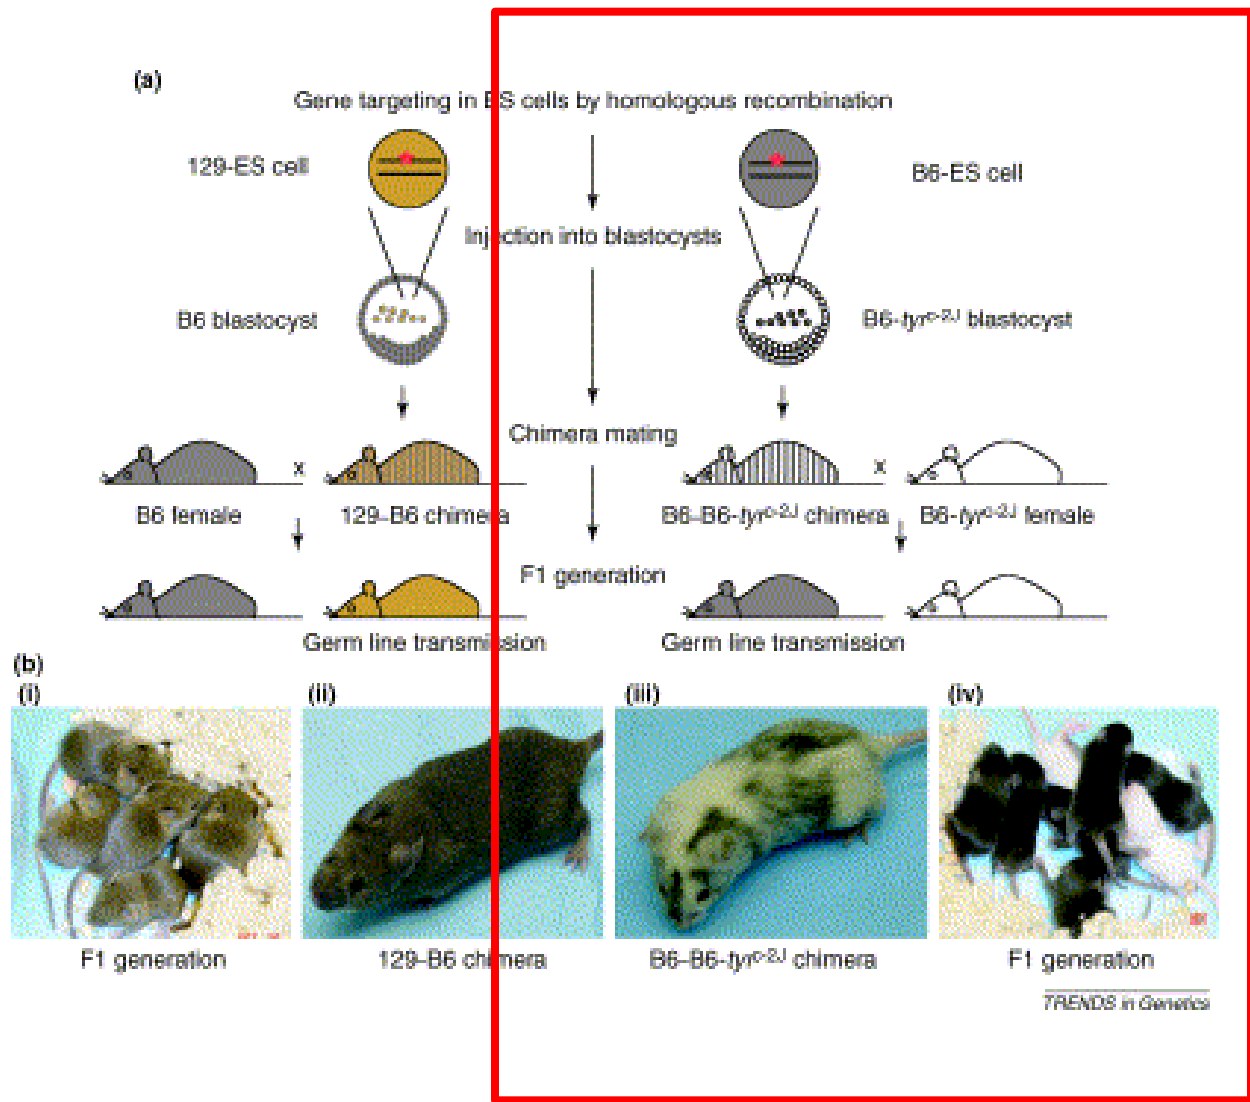 (a)
Gene targeting in ES cells by homologous recombination
129-ES cell
B6-ES cell
Injection into blastocysts
B6 blastocyst
B6-tyrc-2J blastocyst
Chimera mating
x
x
B6 female
129–B6 chimera
B6–B6-tyrc-2J chimera
B6-tyrc-2J female
F1 generation
Germ line transmission
Germ line transmission
(b)
(i)
(ii)
(iii)
(iv)
F1 generation
129-B6 chimera
B6–B6-tyrc-2J chimera
F1 generation
TRENDS in Genetics